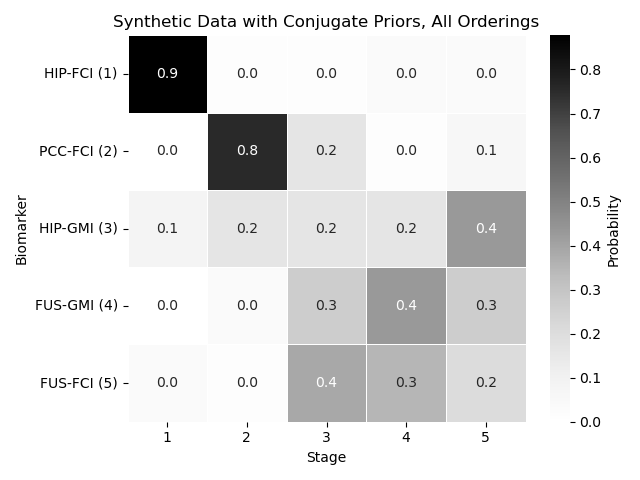 Synthetic Data with Conjugate Priors, All Orderings
HIP-FCI (1) 0.9 0.0 0.0 0.0 0.0
PCC-FCI (2) 0.0 0.8 0.2 0.0 0.1
HIP-GMI (3) 0.1 0.2 0.2 0.2 0.4
FUS-GMI (4) 0.0 0.0 0.3 0.4 0.3
FUS-FCI (5) 0.0 0.0 0.4 0.3 0.2
1 2 3 4 5
Stage
Biomarker
0.8
0.7
0.6
0.5
0.4
0.3
0.2
0.1
0.0
Probability